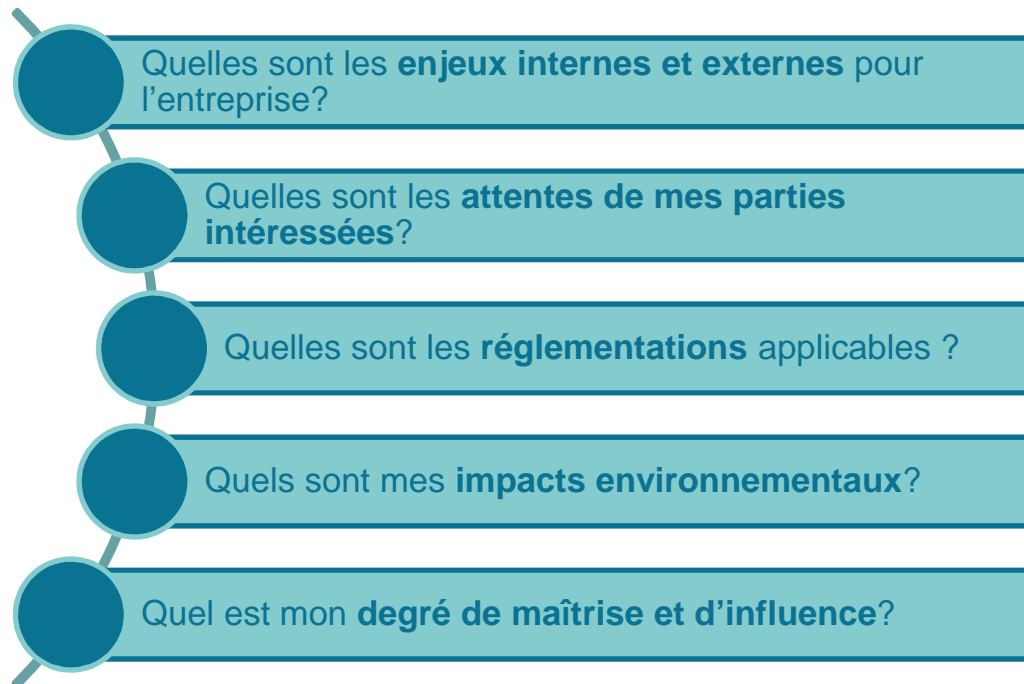 Quelles sont les enjeux internes et externes pour
l'entreprise?
Quelles sont les attentes de mes parties
intéressées?
Quelles sont les réglementations applicables ?
Quels sont mes impacts environnementaux?
Quel est mon degré de maîtrise et d'influence?